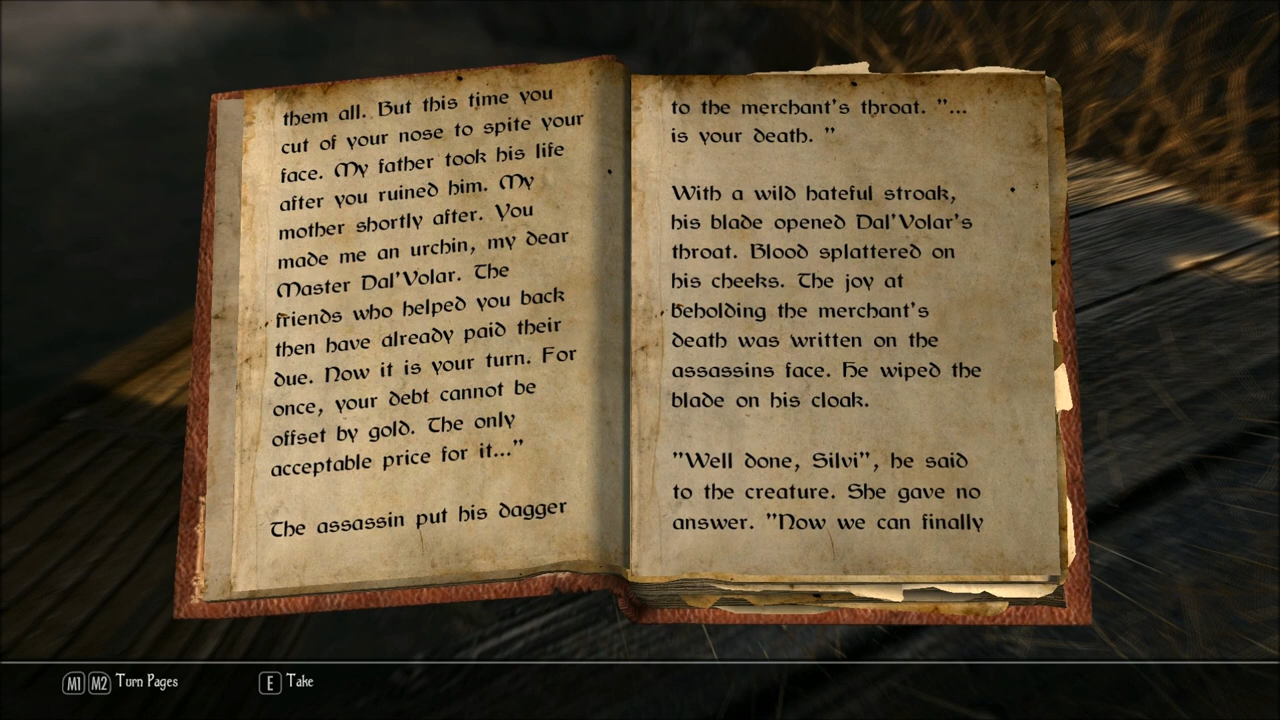 them all. But this time you
cut of your nose to spite your
face. My father took his life
after you ruined him. My
mother shortly after. You
made me an urchin, my dear
Master Dal'Volar. The
friends who helped you back
then have already paid their
due. Now it is your turn. For
once, your debt cannot be
offset by gold. The only
acceptable price for it..."
The assassin put his dagger
to the merchant's throat. "...
is your death. "
With a wild hateful stroak,
his blade opened Dal'Volar's
throat. Blood splattered on
his cheeks. The joy at
beholding the merchant's
death was written on the
assassins face. He wiped the
blade on his cloak.
"Well done, Silvi", he said
to the creature. She gave no
answer. "Now we can finally
M1 M2 Turn Pages
E Take